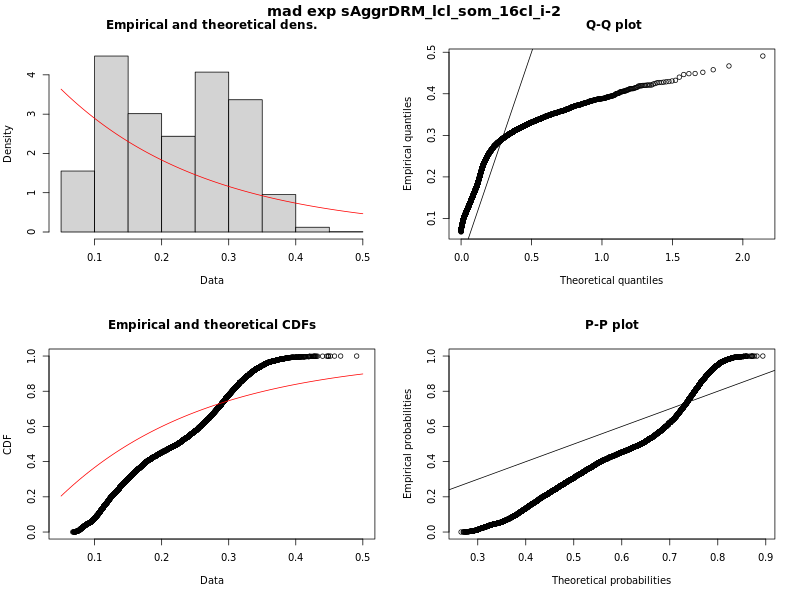 mad exp sAggrDRM_lcl_som_16cl_i-2
Empirical and theoretical dens.
Density
0 1 2 3 4
0.1 0.2 0.3 0.4 0.5
Data
Q-Q plot
Empirical quantiles
0.1 0.2 0.3 0.4 0.5
0.0 0.5 1.0 1.5 2.0
Theoretical quantiles
Empirical and theoretical CDFs
CDF
0.0 0.2 0.4 0.6 0.8 1.0
0.1 0.2 0.3 0.4 0.5
Data
P-P plot
Empirical probabilities
0.0 0.2 0.4 0.6 0.8 1.0
0.3 0.4 0.5 0.6 0.7 0.8 0.9
Theoretical probabilities